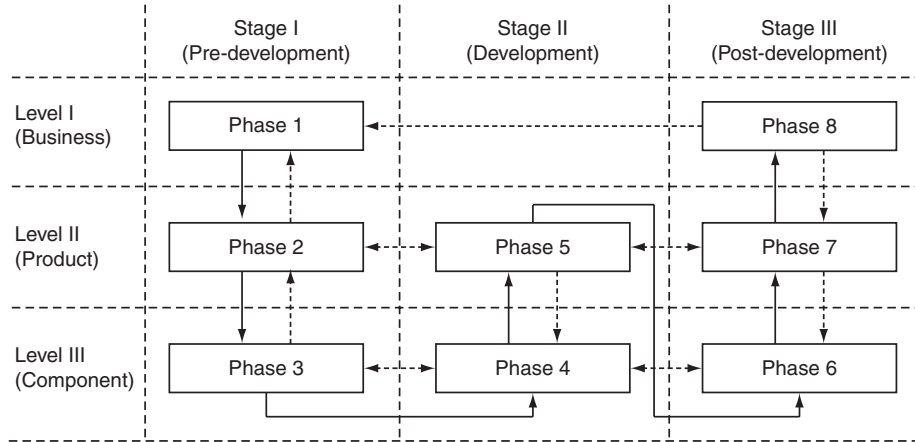 Stage I
(Pre-development)
Stage II
(Development)
Stage III
(Post-development)
Level I
(Business)
Phase 1
Phase 8
Level II
(Product)
Phase 2
Phase 5
Phase 7
Level III
(Component)
Phase 3
Phase 4
Phase 6